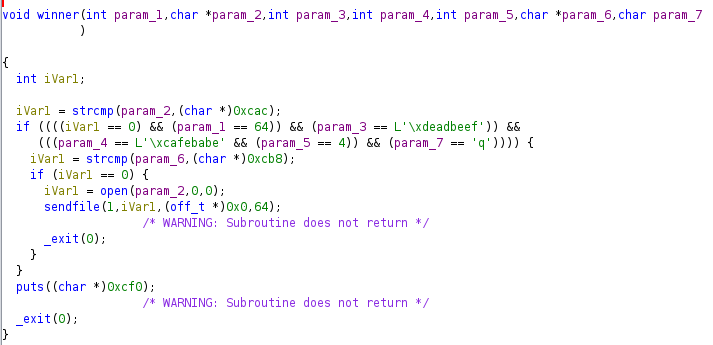 void winner(int param_1,char *param_2,int param_3,int param_4,int param_5,char *param_6,char param_7
)
{
int iVar1;
iVar1 = strcmp(param_2,(char *)0xcac);
if ((((iVar1 == 0) && (param_1 == 64)) && (param_3 == L'\xdeadbeef')) &&
(((param_4 == L'\xcafebabe' && (param_5 == 4)) && (param_7 == 'q')))) {
iVar1 = strcmp(param_6,(char *)0xcb8);
if (iVar1 == 0) {
iVar1 = open(param_2,0,0);
sendfile(1,iVar1,(off_t *)0x0,64);
/* WARNING: Subroutine does not return */
_exit(0);
}
}
puts((char *)0xcf0);
/* WARNING: Subroutine does not return */
_exit(0);
}